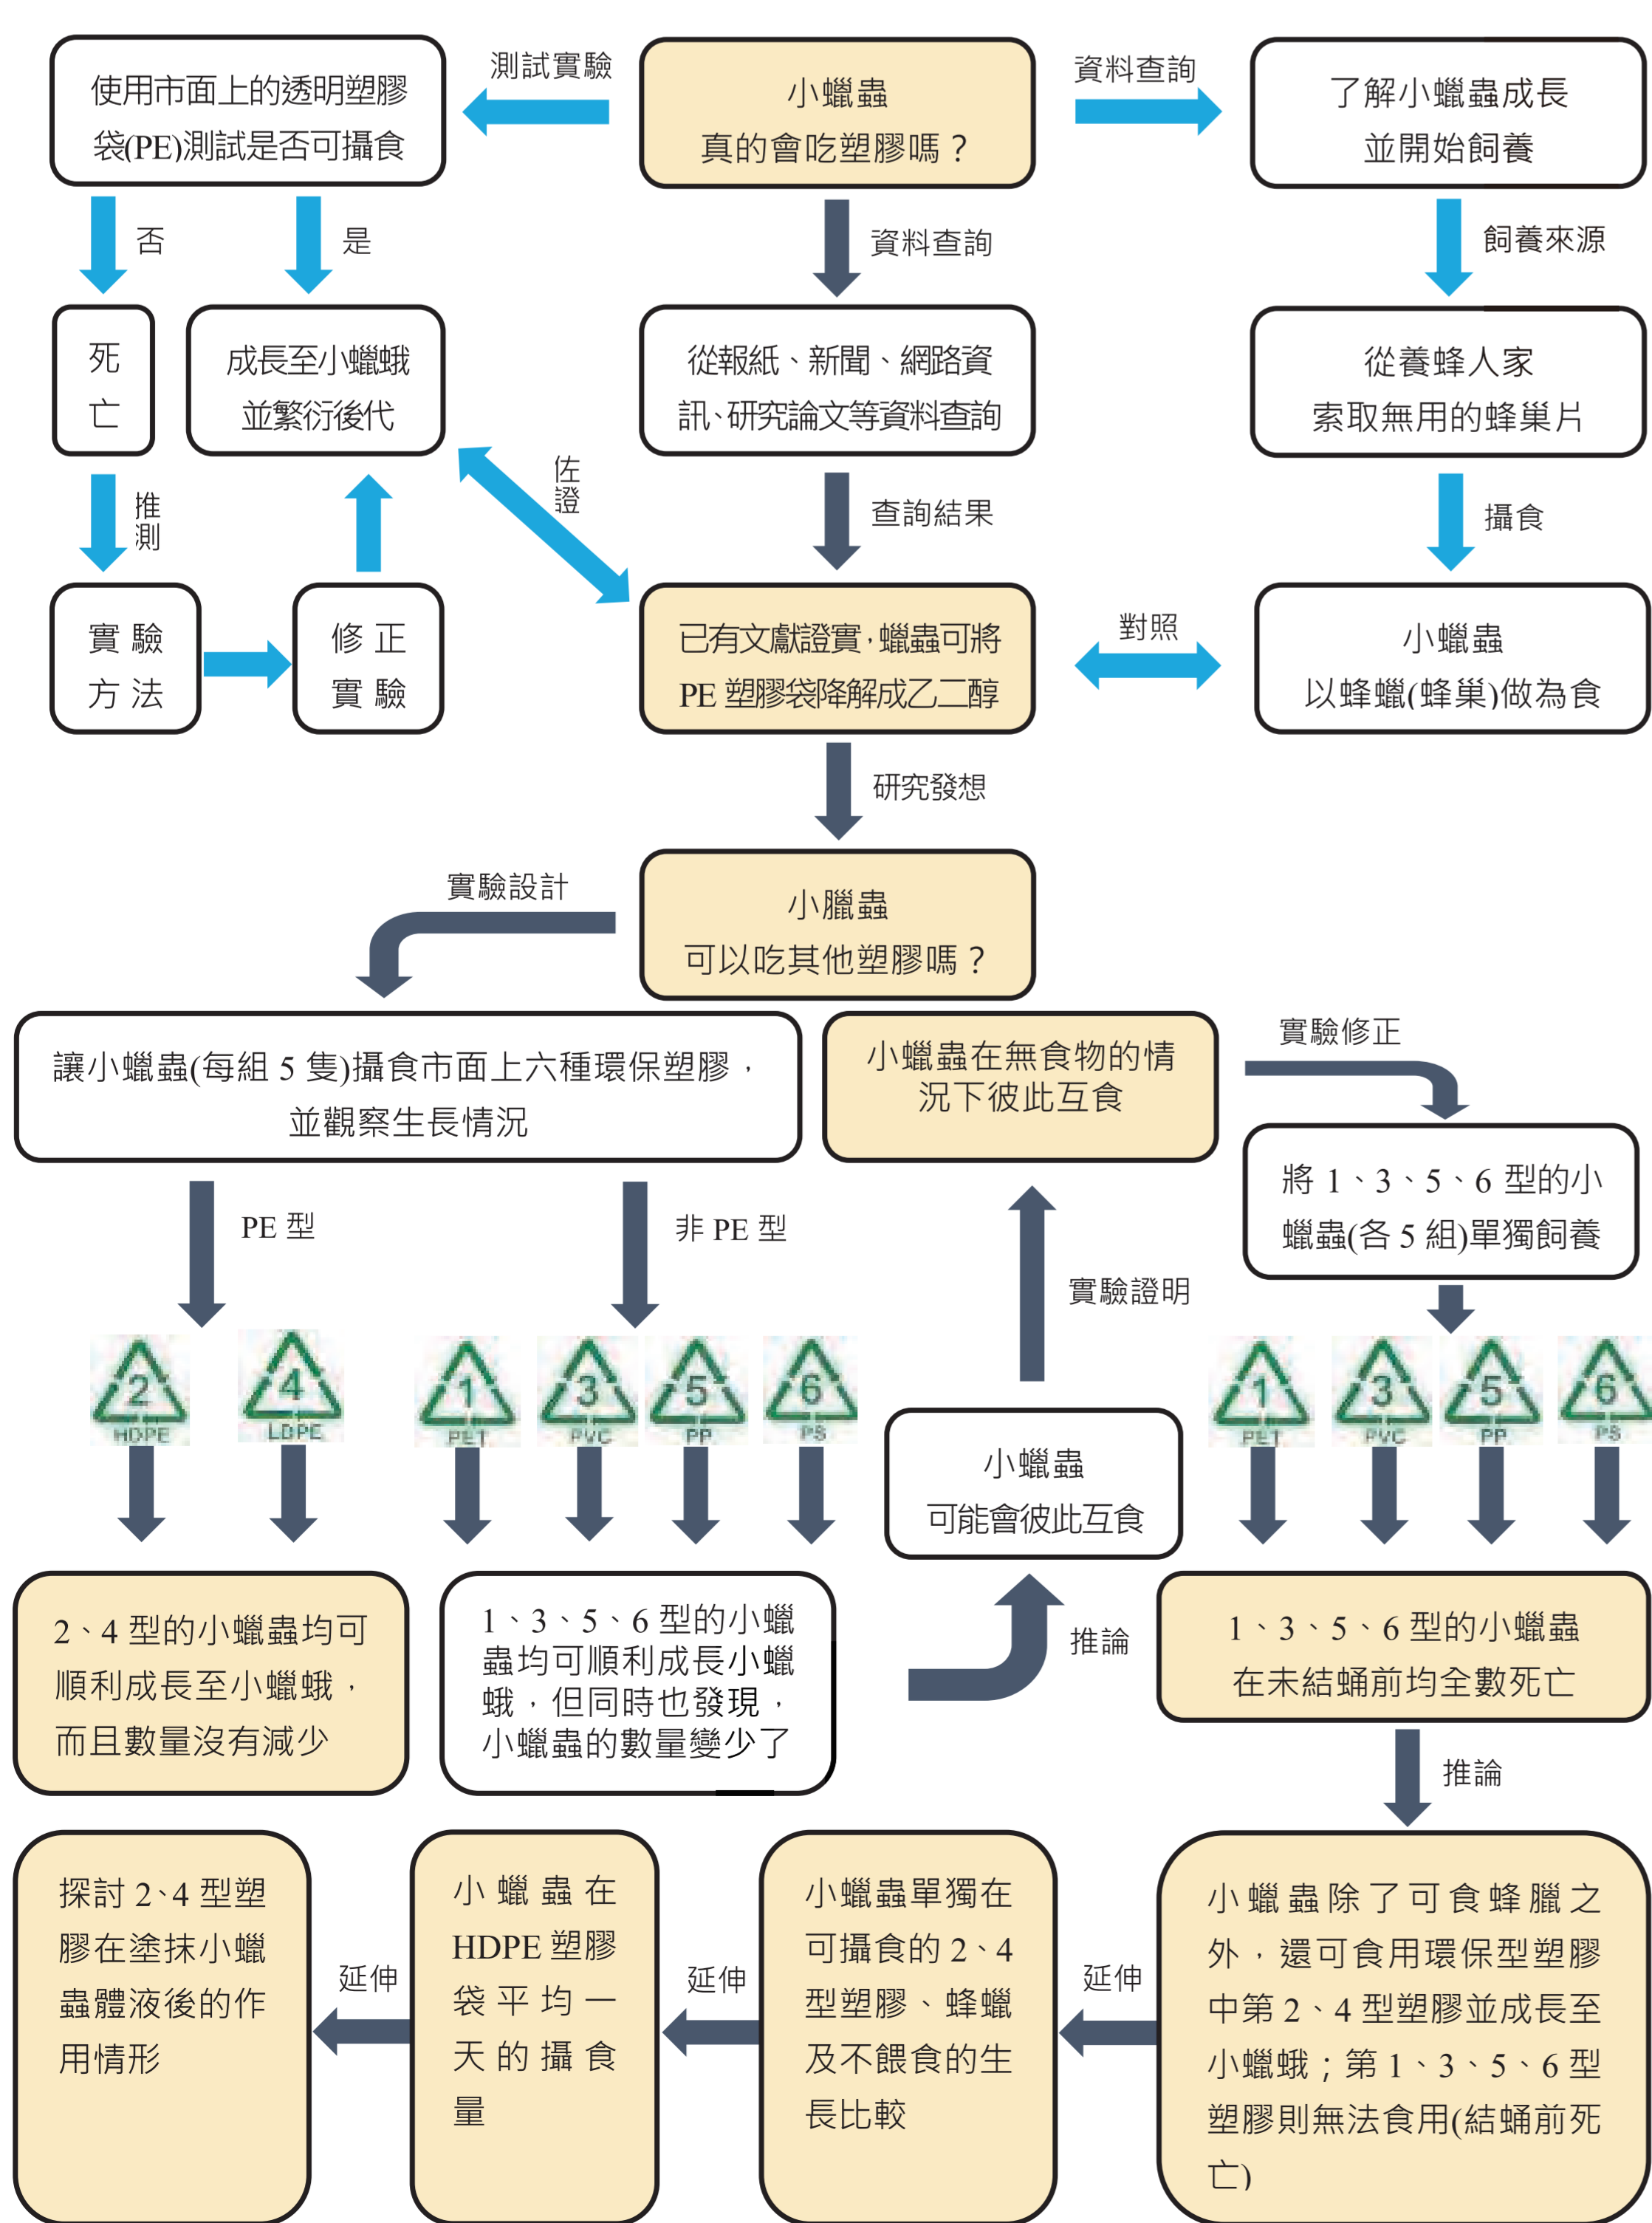 測試實驗
資料查詢
使用市面上的透明塑膠
袋(PE)測試是否可攝食
小蠟蟲
真的會吃塑膠嗎？
了解小蠟蟲成長
並開始飼養
否
是
資料查詢
飼養來源
死
亡
成長至小蠟蛾
並繁衍後代
從報紙、新聞、網路資
訊、研究論文等資料查詢
從養蜂人家
索取無用的蜂巢片
推
測
佐
證
查詢結果
攝食
實驗
方法
修正
實驗
已有文獻證實，蠟蟲可將
PE 塑膠袋降解成乙二醇
對照
小蠟蟲
以蜂蠟(蜂巢)做為食
研究發想
實驗設計
小臘蟲
可以吃其他塑膠嗎？
讓小蠟蟲(每組 5 隻)攝食市面上六種環保塑膠，
並觀察生長情況
小蠟蟲在無食物的情
況下彼此互食
實驗修正
將 1、3、5、6 型的小
蠟蟲(各 5 組)單獨飼養
PE 型
非 PE 型
實驗證明
2
HDPE
4
LDPE
1
PET
3
PVC
5
PP
6
PS
1
PET
3
PVC
5
PP
6
PS
小蠟蟲
可能會彼此互食
2、4 型的小蠟蟲均可
順利成長至小蠟蛾，
而且數量沒有減少
1、3、5、6 型的小蠟
蟲均可順利成長小蠟
蛾，但同時也發現，
小蠟蟲的數量變少了
推論
1、3、5、6 型的小蠟蟲
在未結蛹前均全數死亡
推論
探討 2、4 型塑
膠在塗抹小蠟
蟲體液後的作
用情形
延伸
小蠟蟲在
HDPE 塑膠
袋平均一
天的攝食
量
延伸
小蠟蟲單獨在
可攝食的 2、4
型塑膠、蜂蠟
及不餵食的生
長比較
延伸
小蠟蟲除了可食蜂臘之
外，還可食用環保型塑膠
中第 2、4 型塑膠並成長至
小蠟蛾；第 1、3、5、6 型
塑膠則無法食用(結蛹前死
亡)